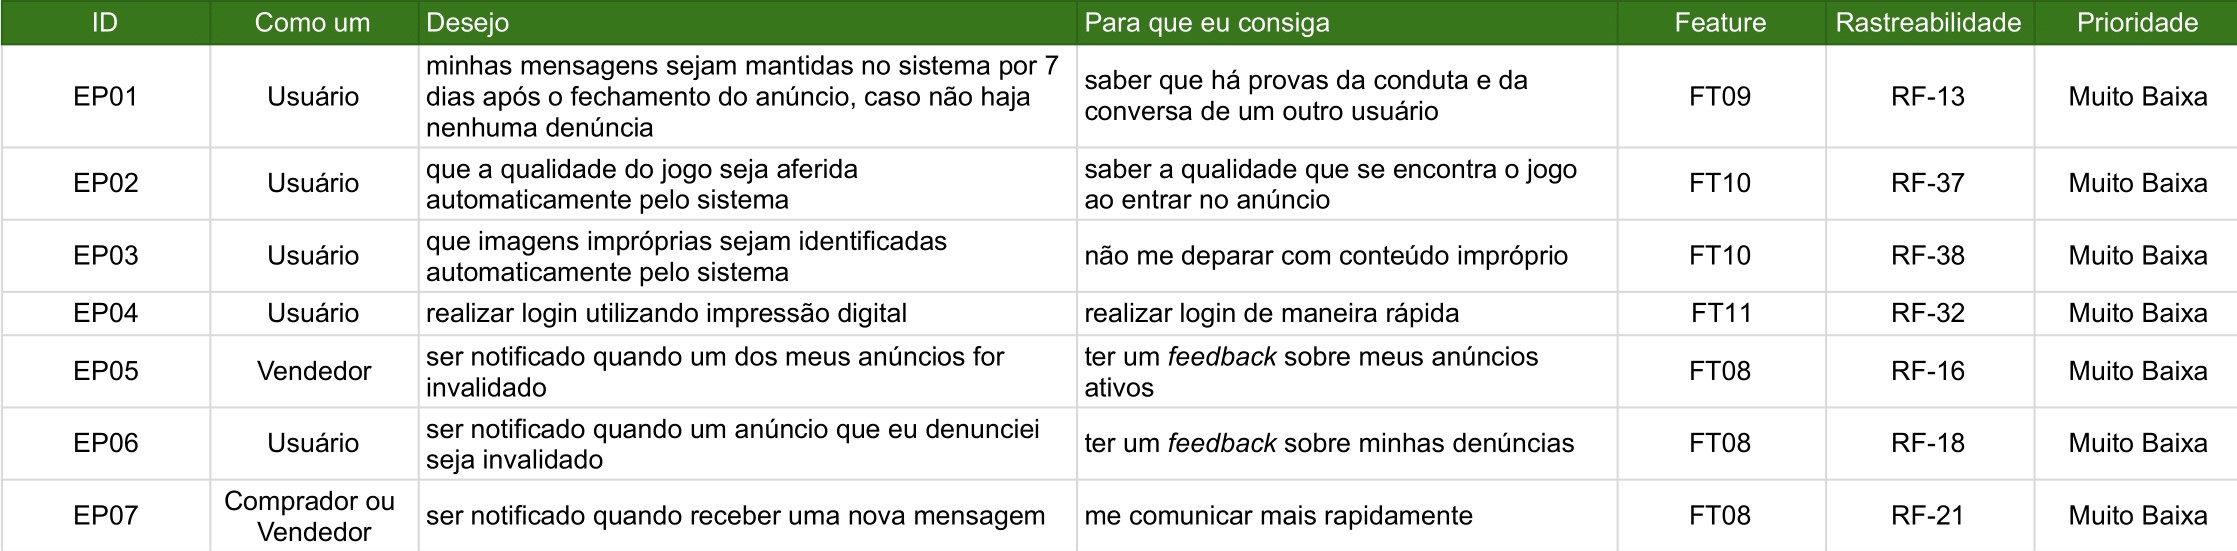 ID Como um Desejo Para que eu consiga Feature Rastreabilidade Prioridade
EP01 Usuário minhas mensagens sejam mantidas no sistema por 7
dias após o fechamento do anúncio, caso não haja
nenhuma denúncia
saber que há provas da conduta e da
conversa de um outro usuário
FT09 RF-13 Muito Baixa
EP02 Usuário que a qualidade do jogo seja aferida
automaticamente pelo sistema
saber a qualidade que se encontra o jogo
ao entrar no anúncio
FT10 RF-37 Muito Baixa
EP03 Usuário que imagens impróprias sejam identificadas
automaticamente pelo sistema
não me deparar com conteúdo impróprio
FT10 RF-38 Muito Baixa
EP04 Usuário realizar login utilizando impressão digital realizar login de maneira rápida FT11 RF-32 Muito Baixa
EP05 Vendedor ser notificado quando um dos meus anúncios for
invalidado
ter um feedback sobre meus anúncios
ativos
FT08 RF-16 Muito Baixa
EP06 Usuário ser notificado quando um anúncio que eu denunciei
seja invalidado
ter um feedback sobre minhas denúncias
FT08 RF-18 Muito Baixa
EP07 Comprador ou
Vendedor
ser notificado quando receber uma nova mensagem me comunicar mais rapidamente FT08 RF-21 Muito Baixa